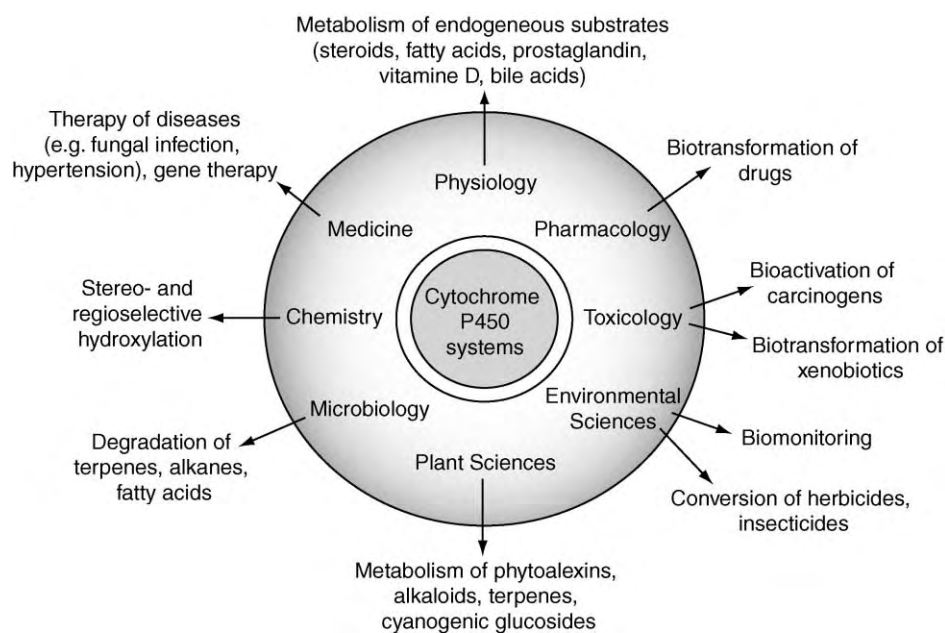 Metabolism of endogeneous substrates
(steroids, fatty acids, prostaglandin,
vitamine D, bile acids)
Therapy of diseases
(e.g. fungal infection,
hypertension), gene therapy
Biotransformation of
drugs
Physiology
Medicine
Pharmacology
Stereo- and
regioselective
hydroxylation
Chemistry
Cytochrome
P450
systems
Toxicology
Bioactivation of
carcinogens
Biotransformation of
xenobiotics
Microbiology
Environmental
Sciences
Biomonitoring
Degradation of
terpenes, alkanes,
fatty acids
Plant Sciences
Conversion of herbicides,
insecticides
Metabolism of phytoalexins,
alkaloids, terpenes,
cyanogenic glucosides